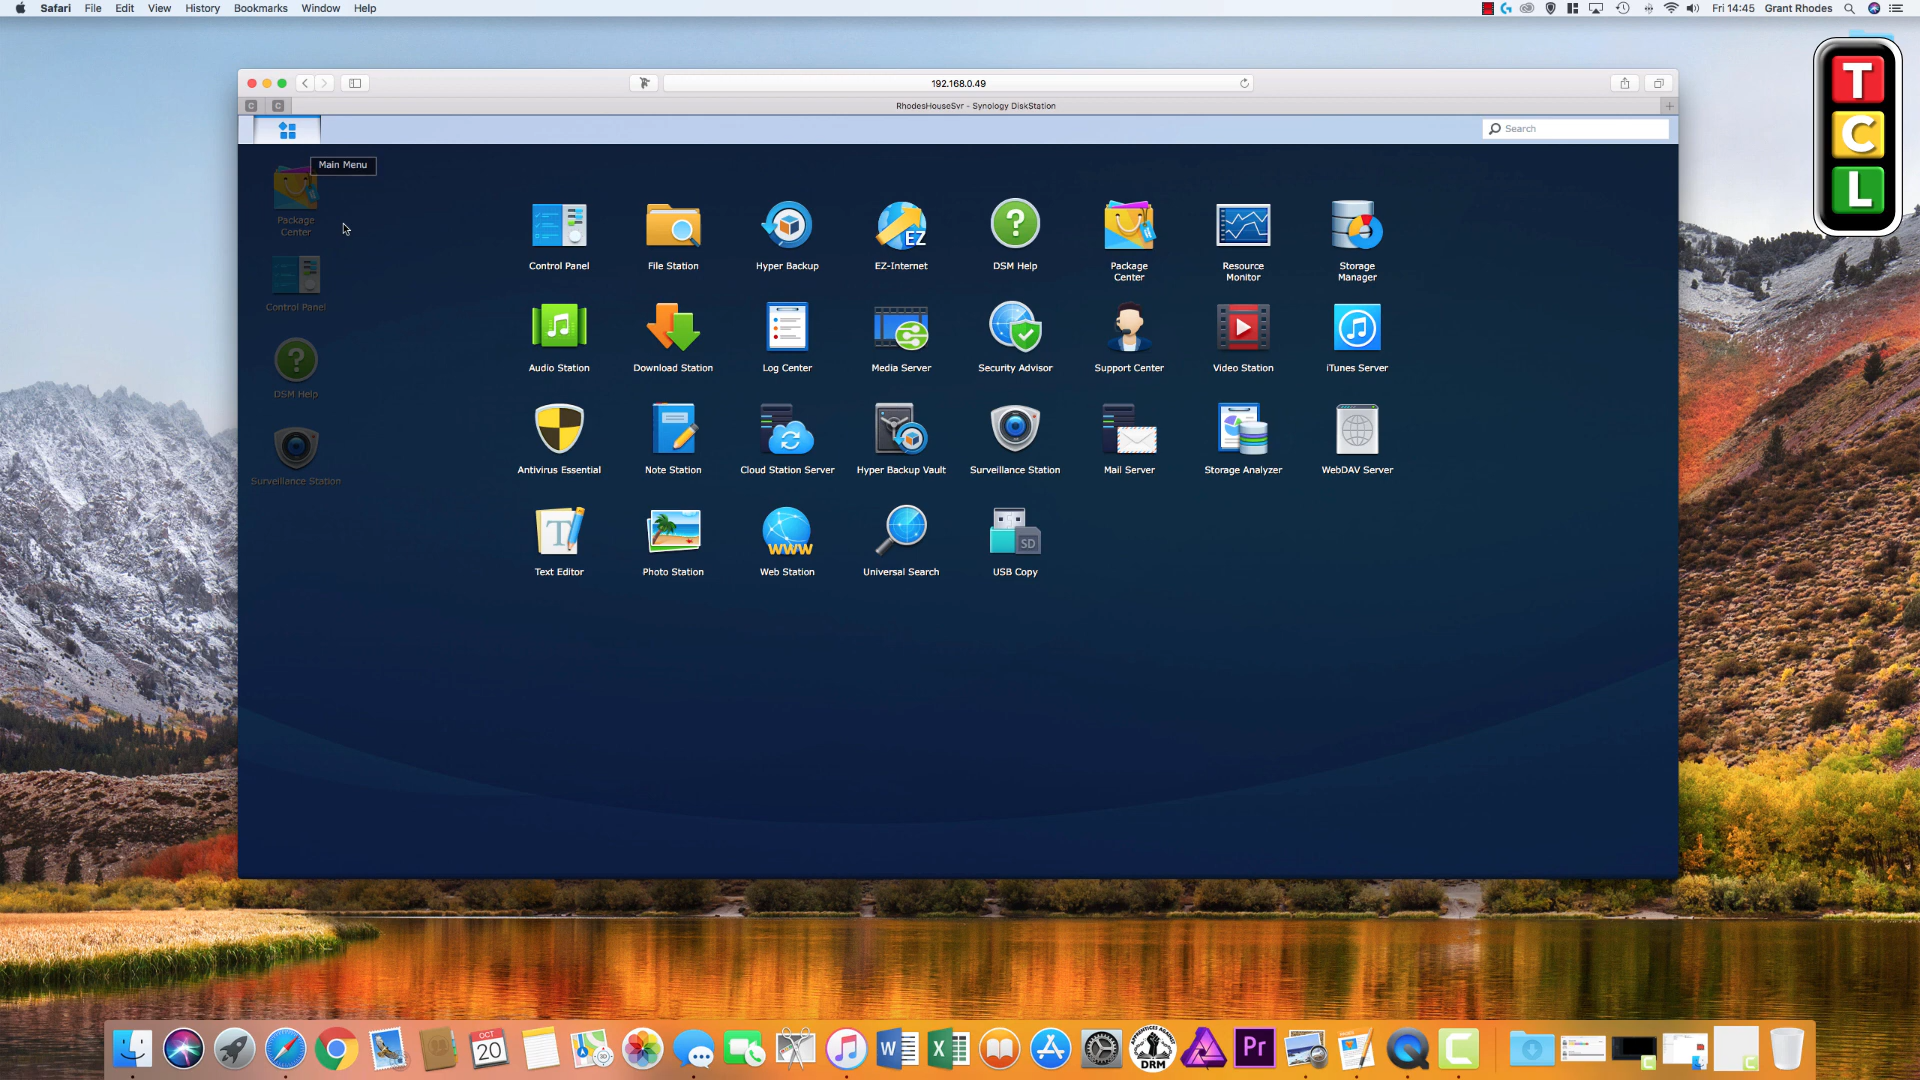 Safari File Edit View History Bookmarks Window Help
Fri 14:45 Grant Rhodes
192.168.0.49
C C RhodesHouseSvr - Synology DiskStation
Search
T
C
L
Main Menu
Package
Center
Control Panel
DSM Help
Surveillance Station
EZ
Control Panel File Station Hyper Backup EZ-Internet DSM Help Package
Center Resource
Monitor Storage
Manager
Audio Station Download Station Log Center Media Server Security Advisor Support Center Video Station iTunes Server
Antivirus Essential Note Station Cloud Station Server Hyper Backup Vault Surveillance Station Mail Server Storage Analyzer WebDAV Server
T WWW SD
Text Editor Photo Station Web Station Universal Search USB Copy
OCT
20
3D
W X
APPRENTICES AGAINST
DRM
Pr
C